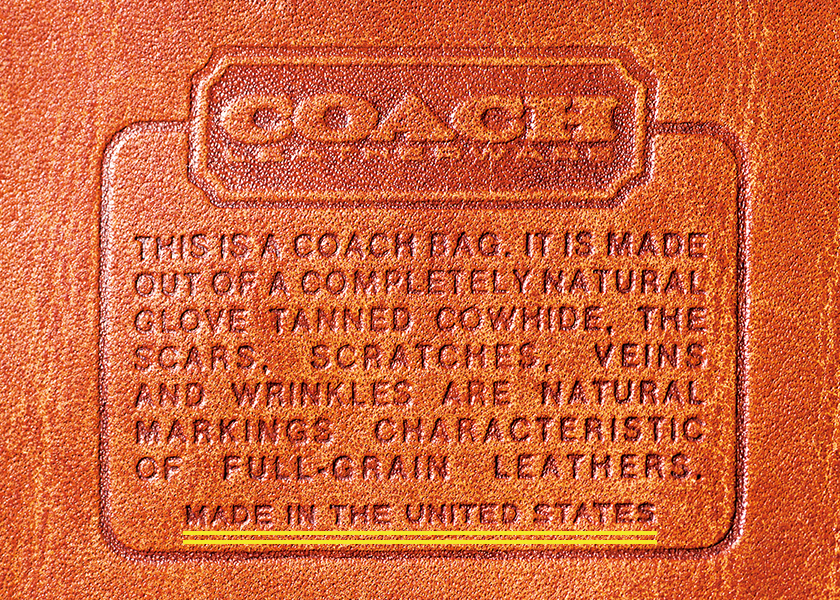 COACH
LEATHERWARE
THIS IS A COACH BAG. IT IS MADE
OUT OF A COMPLETELY NATURAL
GLOVE TANNED COWHIDE, THE
SCARS, SCRATCHES, VEINS
AND WRINKLES ARE NATURAL
MARKINGS CHARACTERISTIC
OF FULL-GRAIN LEATHERS.
MADE IN THE UNITED STATES